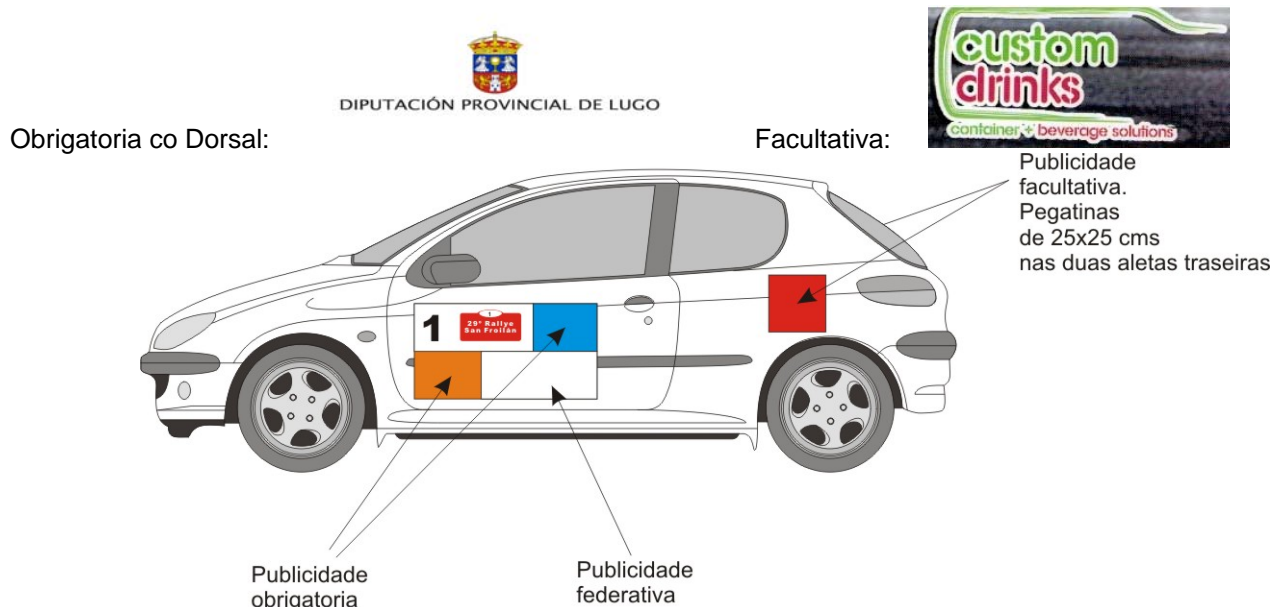 custom
drinks
container + beverage solutions
DIPUTACIÓN PROVINCIAL DE LUGO
Obrigatoria co Dorsal:
Facultativa:
Publicidade
facultativa.
Pegatinas
de 25x25 cms
nas duas aletas traseiras
1
1
29º Rallye
San Froilán
Publicidade
obrigatoria
Publicidade
federativa